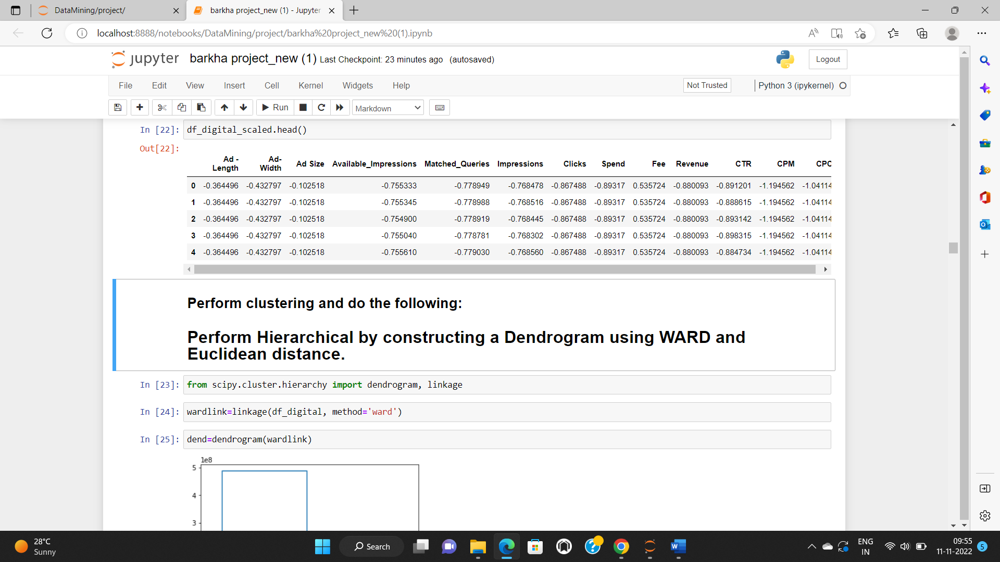 DataMining/project/
barkha project_new (1) - Jupyter
localhost:8888/notebooks/DataMining/project/barkha%20project_new%20(1).ipynb
jupyter barkha project_new (1) Last Checkpoint: 23 minutes ago (autosaved)
Logout
File Edit View Insert Cell Kernel Widgets Help
Not Trusted
Python 3 (ipykernel)
Run
Markdown
In [22]: df_digital_scaled.head()
Out[22]:
Ad - Ad-
Length Width Ad Size Available_Impressions Matched_Queries Impressions Clicks Spend Fee Revenue CTR CPM CPC
0 -0.364496 -0.432797 -0.102518 -0.755333 -0.778949 -0.768478 -0.867488 -0.89317 0.535724 -0.880093 -0.891201 -1.194562 -1.04114
1 -0.364496 -0.432797 -0.102518 -0.755345 -0.778988 -0.768516 -0.867488 -0.89317 0.535724 -0.880093 -0.888615 -1.194562 -1.04114
2 -0.364496 -0.432797 -0.102518 -0.754900 -0.778919 -0.768445 -0.867488 -0.89317 0.535724 -0.880093 -0.893142 -1.194562 -1.04114
3 -0.364496 -0.432797 -0.102518 -0.755040 -0.778781 -0.768302 -0.867488 -0.89317 0.535724 -0.880093 -0.898315 -1.194562 -1.04114
4 -0.364496 -0.432797 -0.102518 -0.755610 -0.779030 -0.768560 -0.867488 -0.89317 0.535724 -0.880093 -0.884734 -1.194562 -1.04114
Perform clustering and do the following:
Perform Hierarchical by constructing a Dendrogram using WARD and
Euclidean distance.
In [23]: from scipy.cluster.hierarchy import dendrogram, linkage
In [24]: wardlink=linkage(df_digital, method='ward')
In [25]: dend=dendrogram(wardlink)
1e8
5
4
3
28°C
Sunny
Search
ENG
IN
09:55
11-11-2022
5